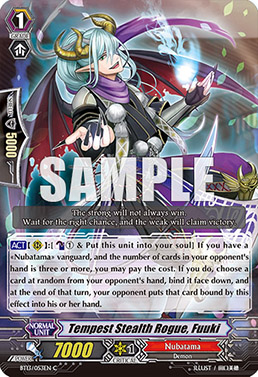 1
GRADE
5000
SHIELD
SAMPLE
The strong will not always win
Wait for the right chance, and the weak will claim victory
ACT [ ]:[ 1 & Put this unit into your soul] If you have a
«Nubatama» vanguard, and the number of cards in your opponent's
hand is three or more, you may pay the cost. If you do, choose a
card at random from your opponent's hand, bind it face down, and
at the end of that turn, your opponent puts that card bound by this
effect into his or her hand.
NORMAL
UNIT
Tempest Stealth Rogue, Fuuki
POWER
7000
1
CRITICAL
Nubatama
Demon
BT13/053EN C
ILLUST /